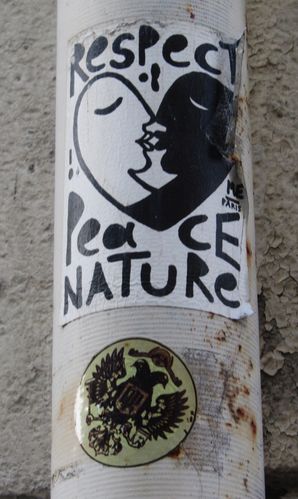 ResPecT
!
!!
ME
PARIS
Pea CE
NATURe